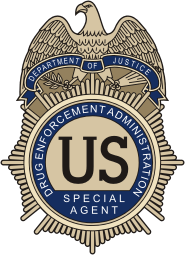 DEPARTMENT OF JUSTICE
DRUG ENFORCEMENT ADMINISTRATION
US
SPECIAL
AGENT